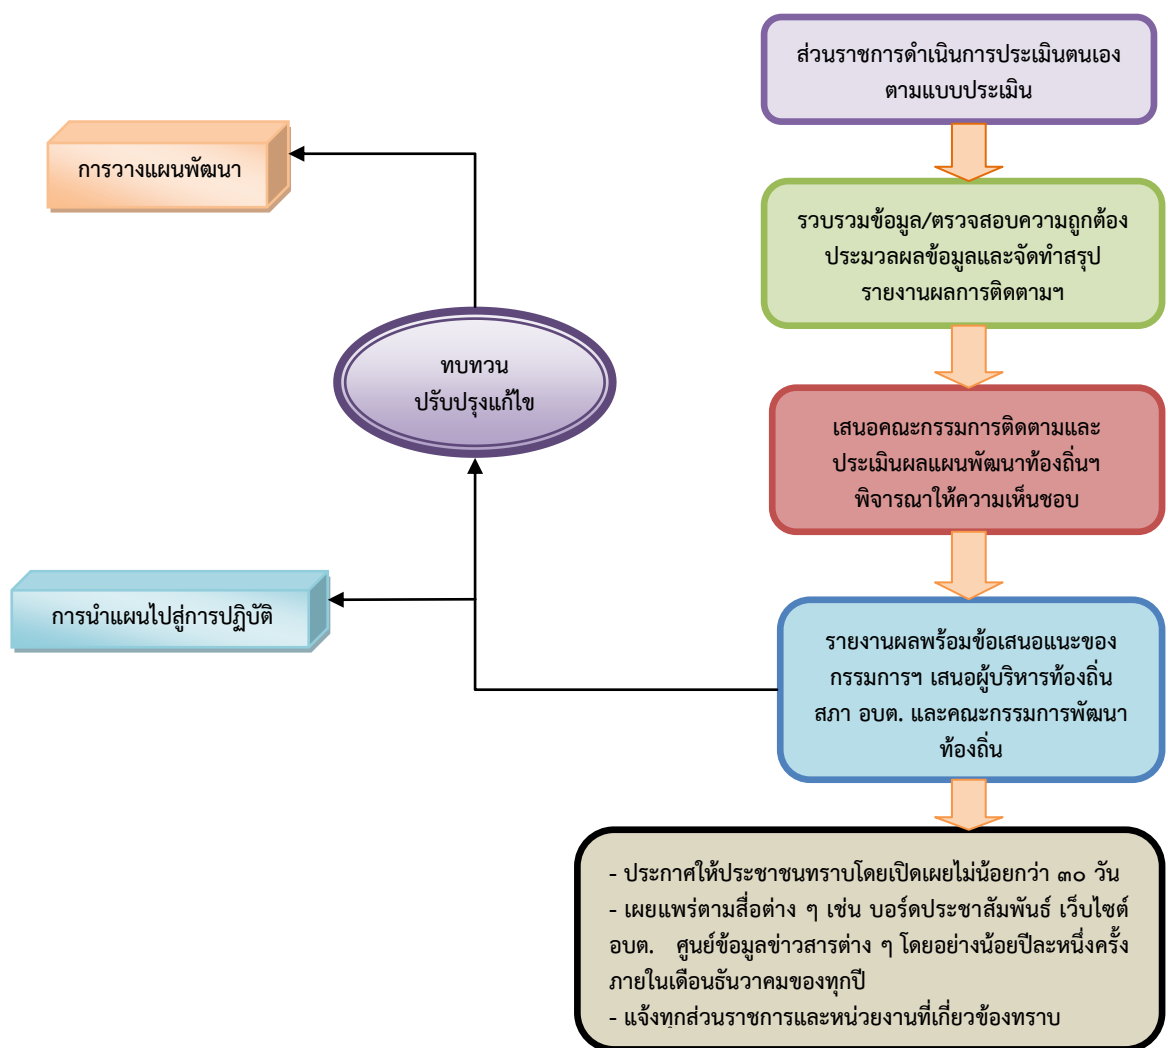 ส่วนราชการดำเนินการประเมินตนเอง
ตามแบบประเมิน
การวางแผนพัฒนา
รวบรวมข้อมูล/ตรวจสอบความถูกต้อง
ประมวลผลข้อมูลและจัดทำสรุป
รายงานผลการติดตามฯ
ทบทวน
ปรับปรุงแก้ไข
เสนอคณะกรรมการติดตามและ
ประเมินผลแผนพัฒนาท้องถิ่นฯ
พิจารณาให้ความเห็นชอบ
การนำแผนไปสู่การปฏิบัติ
รายงานผลพร้อมข้อเสนอแนะของ
กรรมการฯ เสนอผู้บริหารท้องถิ่น
สภา อบต. และคณะกรรมการพัฒนา
ท้องถิ่น
- ประกาศให้ประชาชนทราบโดยเปิดเผยไม่น้อยกว่า ๓๐ วัน
- เผยแพร่ตามสื่อต่าง ๆ เช่น บอร์ดประชาสัมพันธ์ เว็บไซต์
อบต. ศูนย์ข้อมูลข่าวสารต่าง ๆ โดยอย่างน้อยปีละหนึ่งครั้ง
ภายในเดือนธันวาคมของทุกปี
- แจ้งทุกส่วนราชการและหน่วยงานที่เกี่ยวข้องทราบ